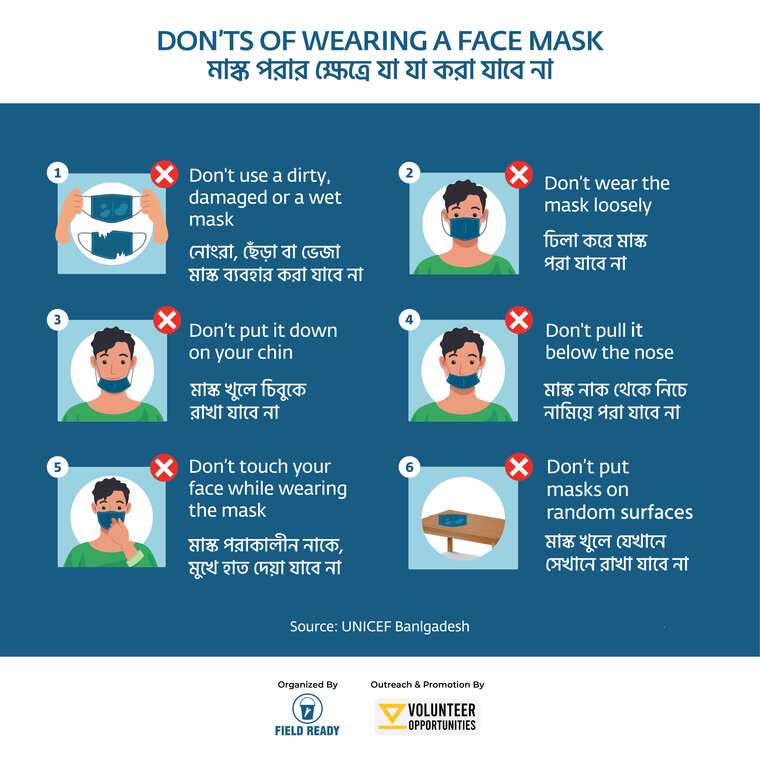 DON'TS OF WEARING A FACE MASK
মাস্ক পরার ক্ষেত্রে যা যা করা যাবে না
1
Don't use a dirty,
damaged or a wet
mask
নোংরা, ছেঁড়া বা ভেজা
মাস্ক ব্যবহার করা যাবে না
2
Don't wear the
mask loosely
ঢিলা করে মাস্ক
পরা যাবে না
3
Don't put it down
on your chin
মাস্ক খুলে চিবুকে
রাখা যাবে না
4
Don't pull it
below the nose
মাস্ক নাক থেকে নিচে
নামিয়ে পরা যাবে না
5
Don't touch your
face while wearing
the mask
মাস্ক পরাকালীন নাকে,
মুখে হাত দেয়া যাবে না
6
Don't put
masks on
random surfaces
মাস্ক খুলে যেখানে
সেখানে রাখা যাবে না
Source: UNICEF Banlgadesh
Organized By
FIELD READY
Outreach & Promotion By
VOLUNTEER
OPPORTUNITIES